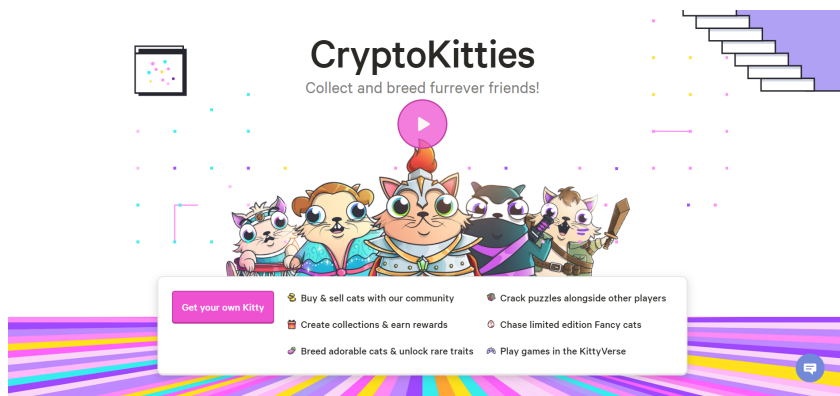 CryptoKitties
Collect and breed furrever friends!
Get your own Kitty
Buy & sell cats with our community
Create collections & earn rewards
Breed adorable cats & unlock rare traits
Crack puzzles alongside other players
Chase limited edition Fancy cats
Play games in the KittyVerse